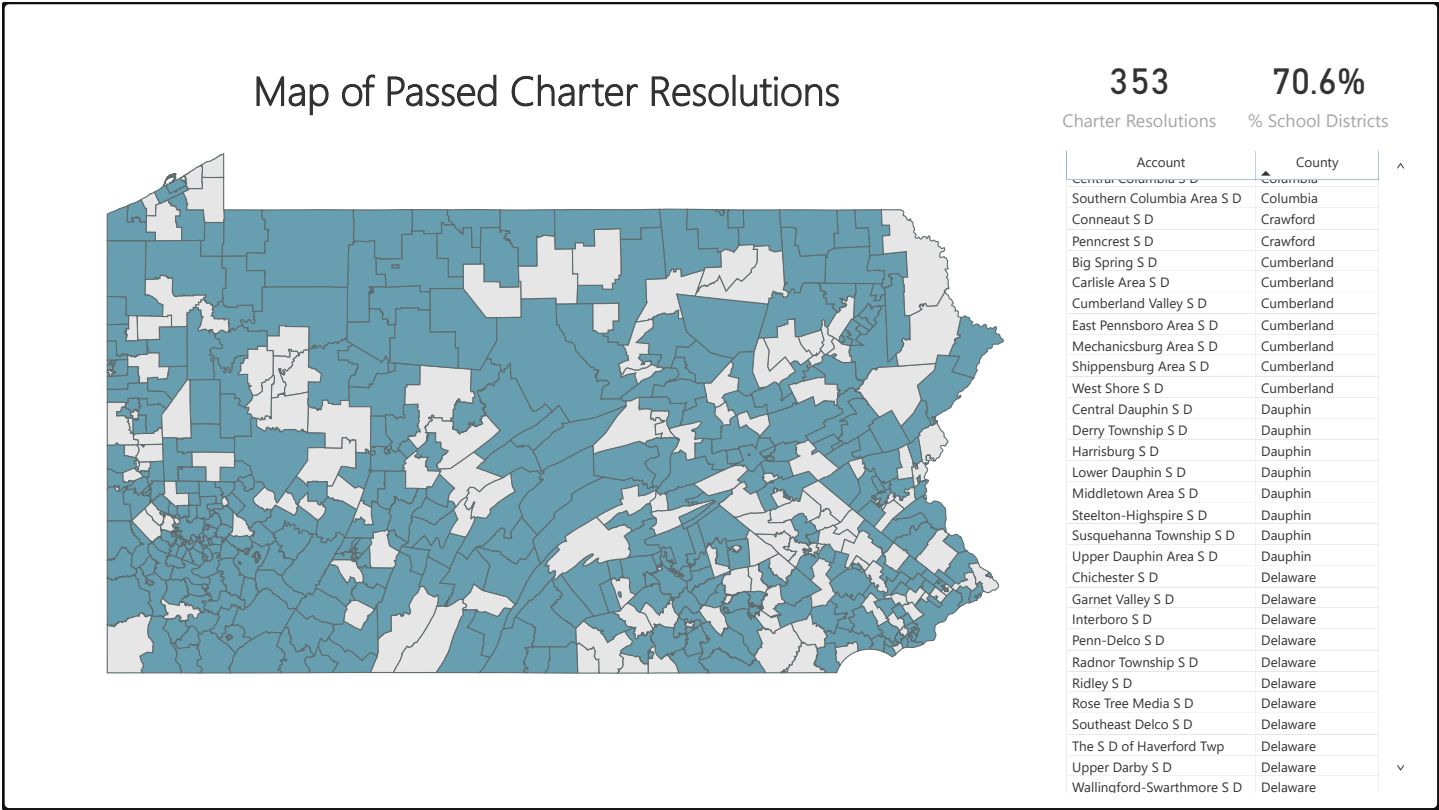 Map of Passed Charter Resolutions
353
Charter Resolutions
70.6%
% School Districts
Account County
Central Columbia S D Columbia
Southern Columbia Area S D Columbia
Conneaut S D Crawford
Penncrest S D Crawford
Big Spring S D Cumberland
Carlisle Area S D Cumberland
Cumberland Valley S D Cumberland
East Pennsboro Area S D Cumberland
Mechanicsburg Area S D Cumberland
Shippensburg Area S D Cumberland
West Shore S D Cumberland
Central Dauphin S D Dauphin
Derry Township S D Dauphin
Harrisburg S D Dauphin
Lower Dauphin S D Dauphin
Middletown Area S D Dauphin
Steelton-Highspire S D Dauphin
Susquehanna Township S D Dauphin
Upper Dauphin Area S D Dauphin
Chichester S D Delaware
Garnet Valley S D Delaware
Interboro S D Delaware
Penn-Delco S D Delaware
Radnor Township S D Delaware
Ridley S D Delaware
Rose Tree Media S D Delaware
Southeast Delco S D Delaware
The S D of Haverford Twp Delaware
Upper Darby S D Delaware
Wallingford-Swarthmore S D Delaware